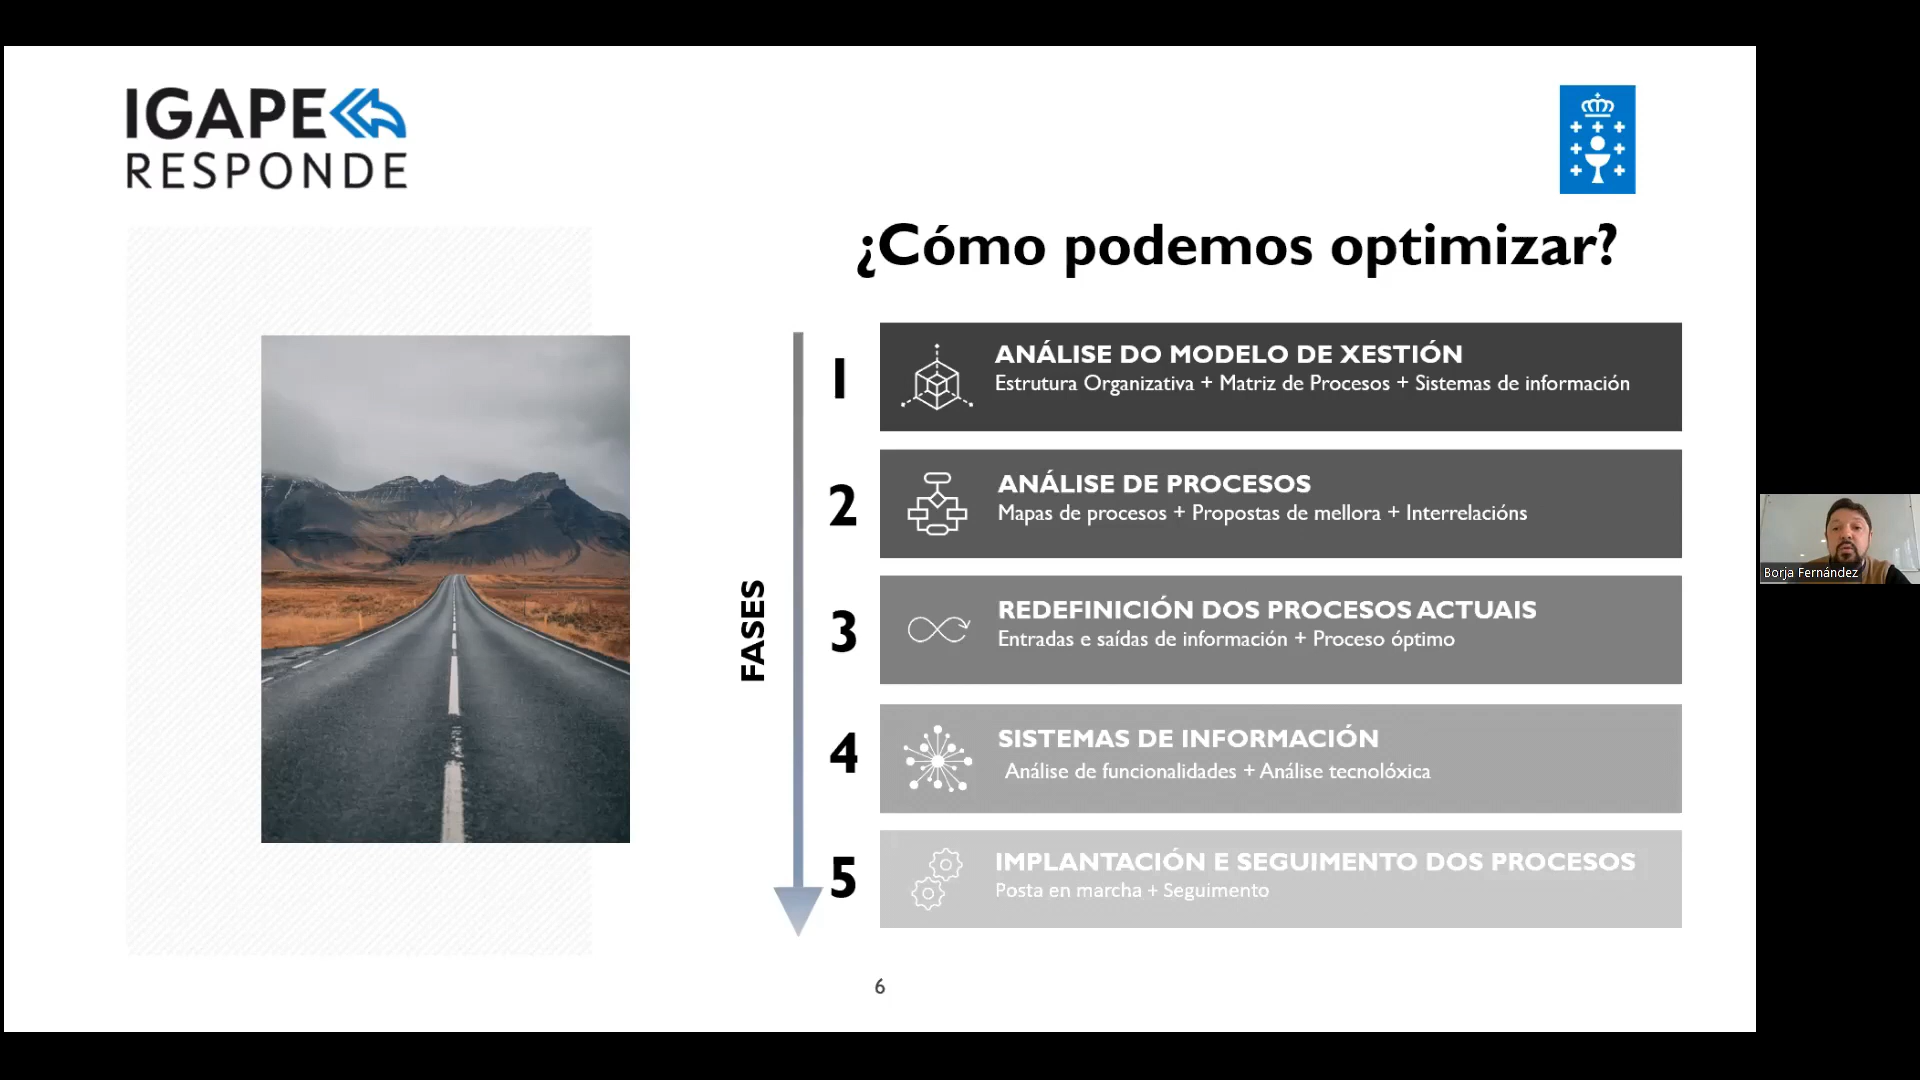 IGAPE
RESPONDE
¿Cómo podemos optimizar?
FASES
1
ANÁLISE DO MODELO DE XESTIÓN
Estrutura Organizativa + Matriz de Procesos + Sistemas de información
2
ANÁLISE DE PROCESOS
Mapas de procesos + Propostas de mellora + Interrelacións
3
REDEFINICIÓN DOS PROCESOS ACTUAIS
Entradas e saídas de información + Proceso óptimo
4
SISTEMAS DE INFORMACIÓN
Análise de funcionalidades + Análise tecnolóxica
5
IMPLANTACIÓN E SEGUIMENTO DOS PROCESOS
Posta en marcha + Seguimento
6
Borja Fernández